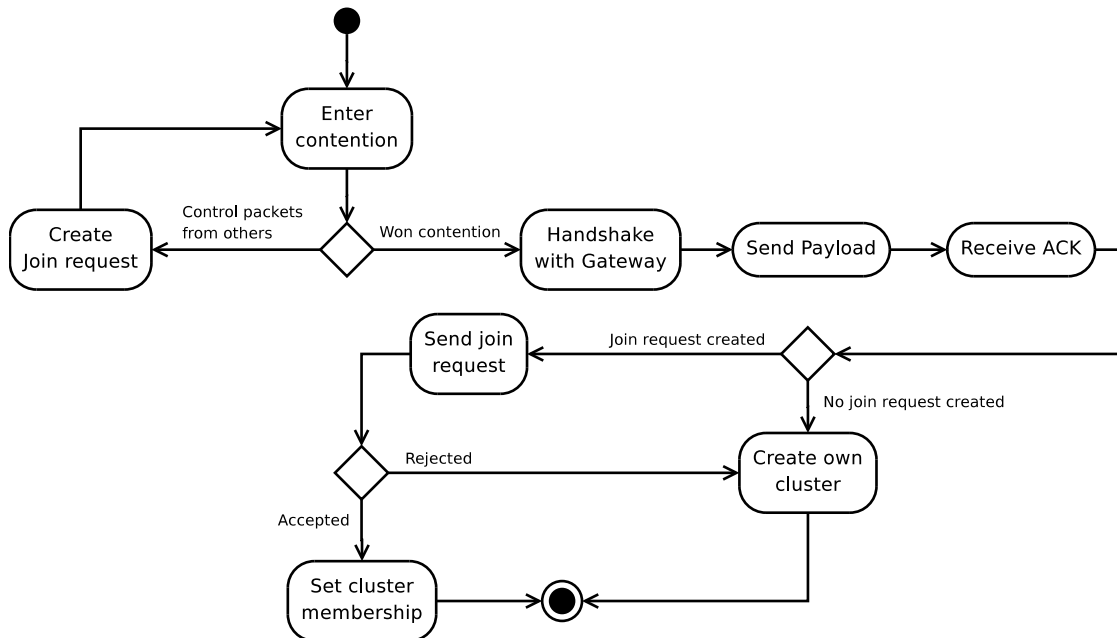 Enter
contention
Control packets
from others
Create
Join request
Won contention
Handshake
with Gateway
Send Payload
Receive ACK
Send join
request
Join request created
No join request created
Rejected
Create own
cluster
Accepted
Set cluster
membership